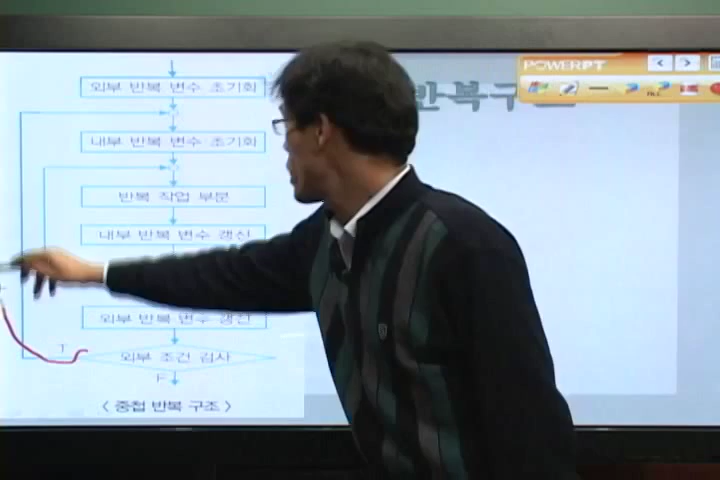 POWERPT
반복구조
외부 반복 변수 초기화
내부 반복 변수 초기화
반복 작업 부분
내부 반복 변수 갱신
외부 반복 변수 갱신
T
외부 조건 검사
F
< 중첩 반복 구조 >